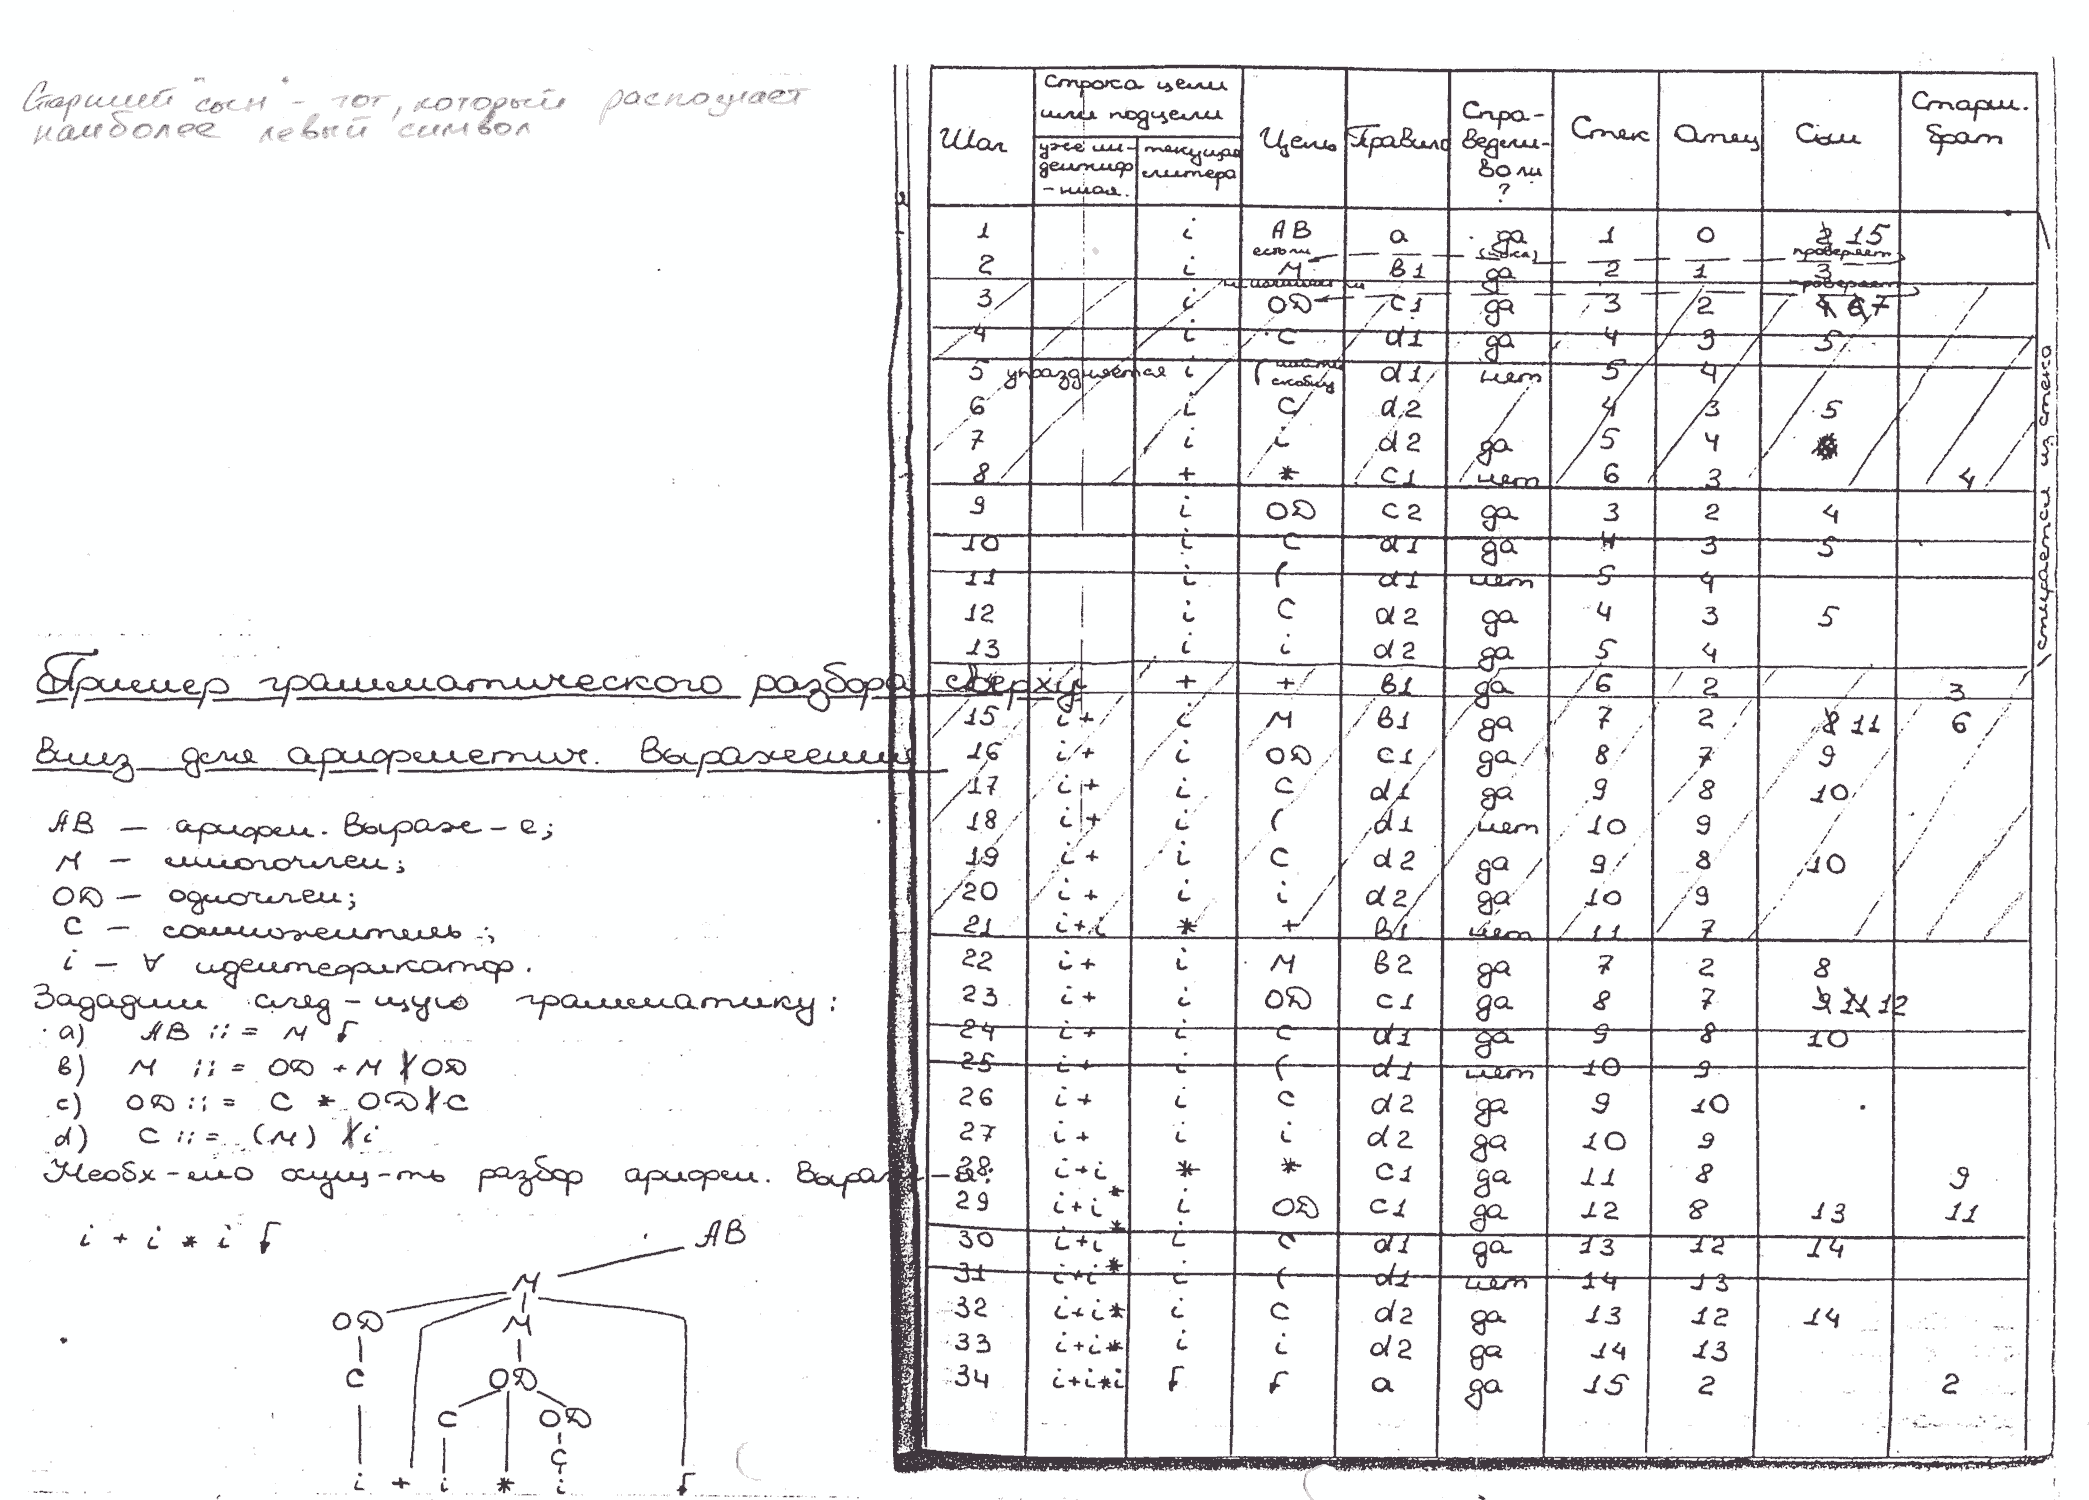 Старший "сын" - тот, который распознает
наиболее левый символ
Пример грамматического разбора сверху
вниз для арифметич. выражения
АВ — арифм. выраж-е;
М — многочлен;
ОД — одночлен;
С — сомножитель;
i — ∀ идентификатор.
Зададим след-щую грамматику:
а) АВ ::= М
в) М ::= ОД + М | ОД
с) ОД ::= С * ОД | С
d) С ::= (М) | i
Необх-мо осущ-ть разбор арифм. выраж-я:
i + i * i
АВ
М
ОД М
С ОД
С ОД
С
i + i * i
Шаг Строка цели или подцели Цель Правило Спра-ведли-во ли? Стек Отец Сын Старш. брат
уже и-дентиф-ная. текущая литера
1 i АВ а да 1 0 2 15
если (пока) проверяет
2 i М в1 да 2 1 3
проверяет
3 i ОД с1 да 3 2 4 6 7
4 i С d1 да 4 3 5
5 упраздняется i ( найти скобку d1 нет 5 4
6 i С d2 4 3 5
7 i i d2 да 5 4
8 + * с1 нет 6 3 4
9 i ОД с2 да 3 2 4
10 i С d1 да 4 3 5
11 i ( d1 нет 5 4
12 i С d2 да 4 3 5
13 i i d2 да 5 4
+ + в1 да 6 2 3
15 i+ i М в1 да 7 2 8 11 6
16 i+ i ОД с1 да 8 7 9
17 i+ i С d1 да 9 8 10
18 i+ i ( d1 нет 10 9
19 i+ i С d2 да 9 8 10
20 i+ i i d2 да 10 9
21 i+i * + в1 нет 11 7
22 i+ i М в2 да 7 2 8
23 i+ i ОД с1 да 8 7 9 11 12
24 i+ i С d1 да 9 8 10
25 i+ i ( d1 нет 10 9
26 i+ i С d2 да 9 10
27 i+ i i d2 да 10 9
28 i+i * * с1 да 11 8 9
29 i+i* i ОД с1 да 12 8 13 11
30 i+i* i С d1 да 13 12 14
31 i+i* i ( d1 нет 14 13
32 i+i* i С d2 да 13 12 14
33 i+i* i i d2 да 14 13
34 i+i*i а да 15 2 2
стирается из стека